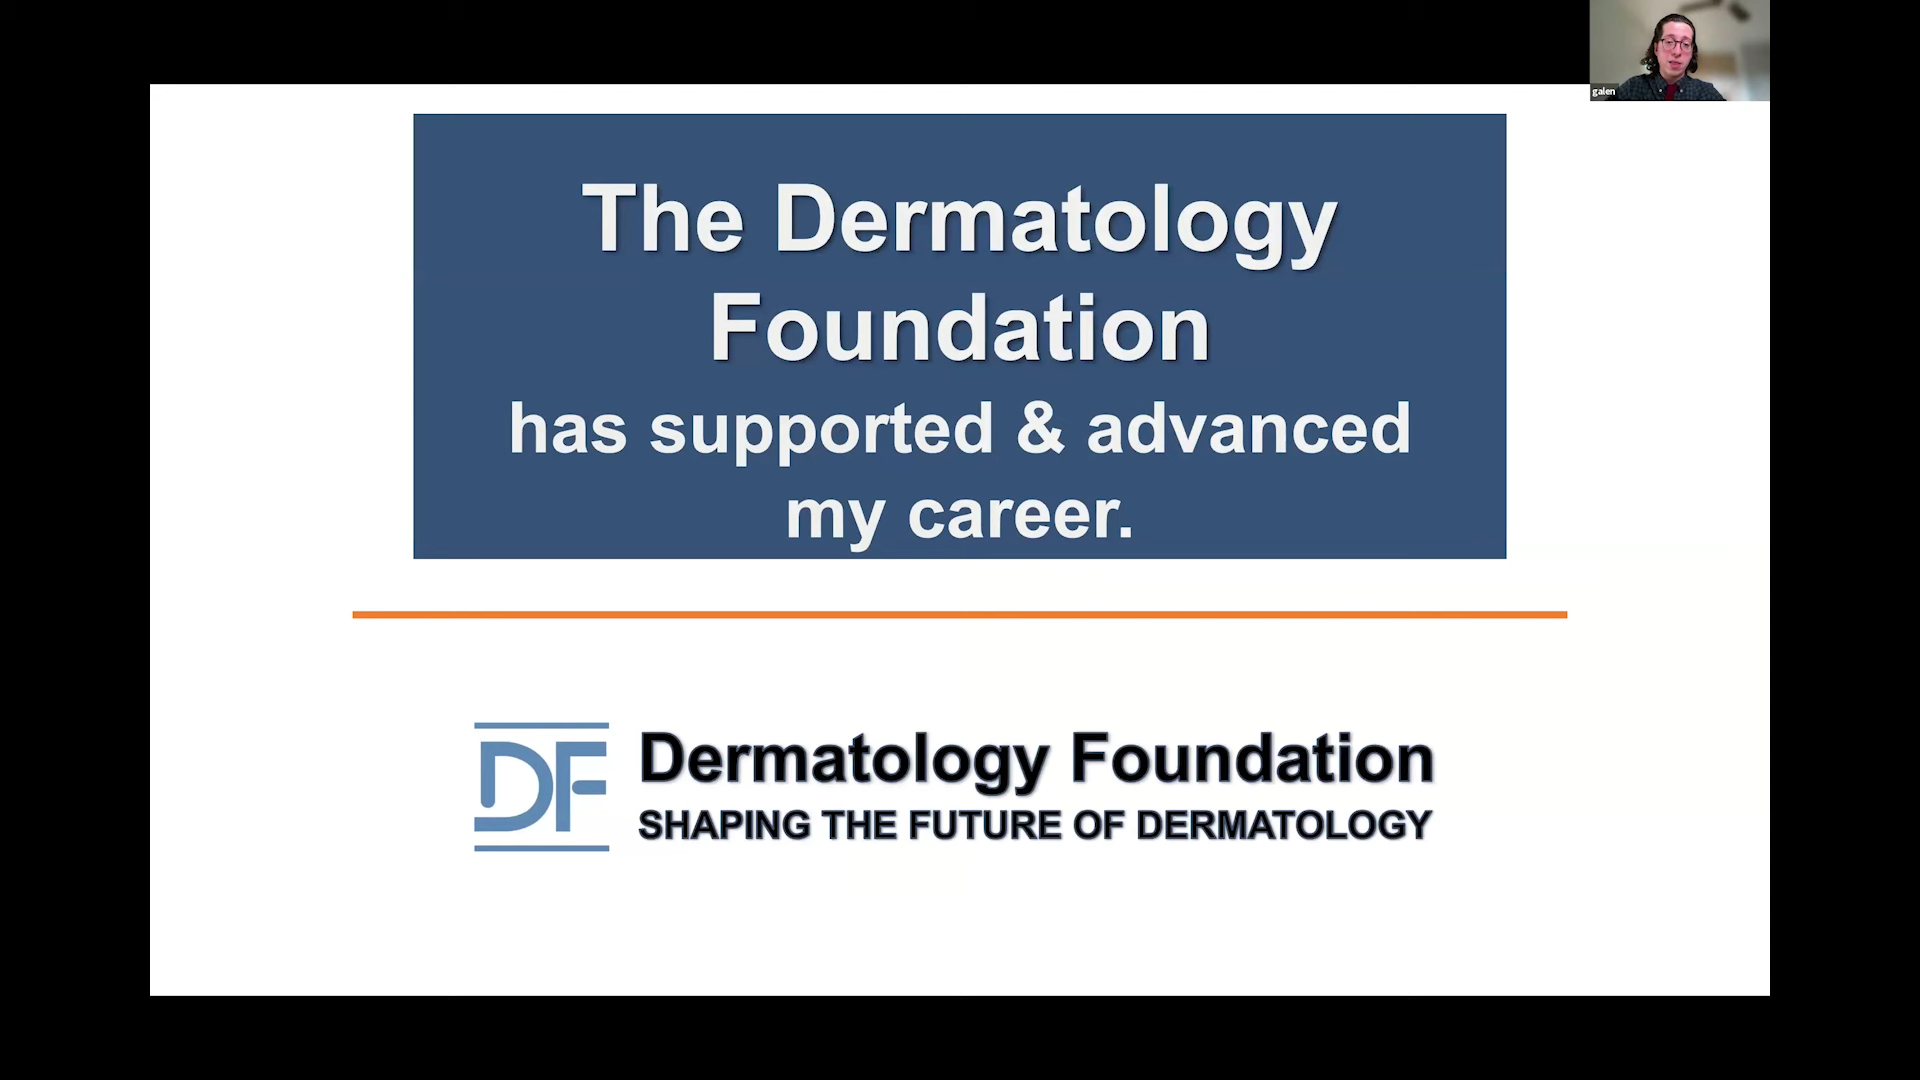 galen
The Dermatology
Foundation
has supported & advanced
my career.
DF
Dermatology Foundation
SHAPING THE FUTURE OF DERMATOLOGY